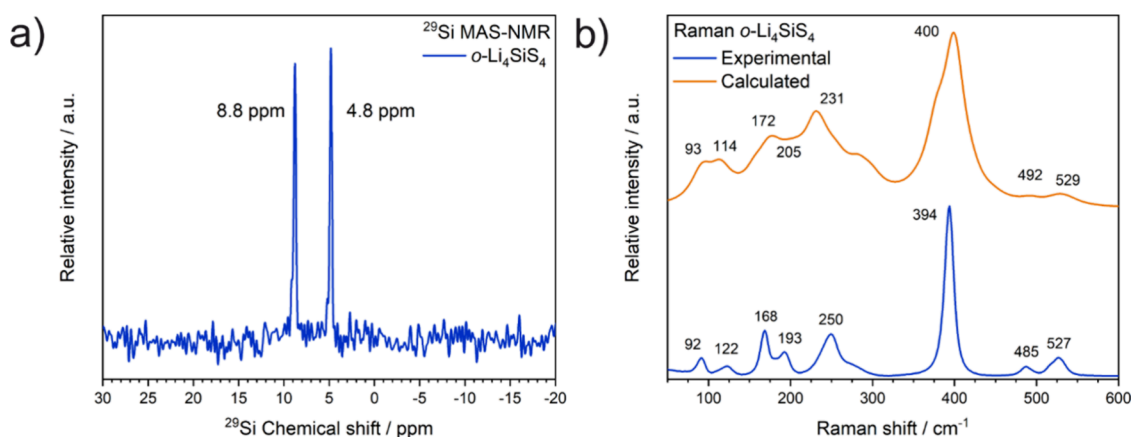 a)
²⁹Si MAS-NMR
o-Li₄SiS₄
8.8 ppm
4.8 ppm
Relative intensity / a.u.
30 25 20 15 10 5 0 -5 -10 -15 -20
²⁹Si Chemical shift / ppm
b)
Raman o-Li₄SiS₄
Experimental
Calculated
400
231
172
205
93 114
492 529
394
250
168
193
92 122
485 527
Relative intensity / a.u.
100 200 300 400 500 600
Raman shift / cm⁻¹